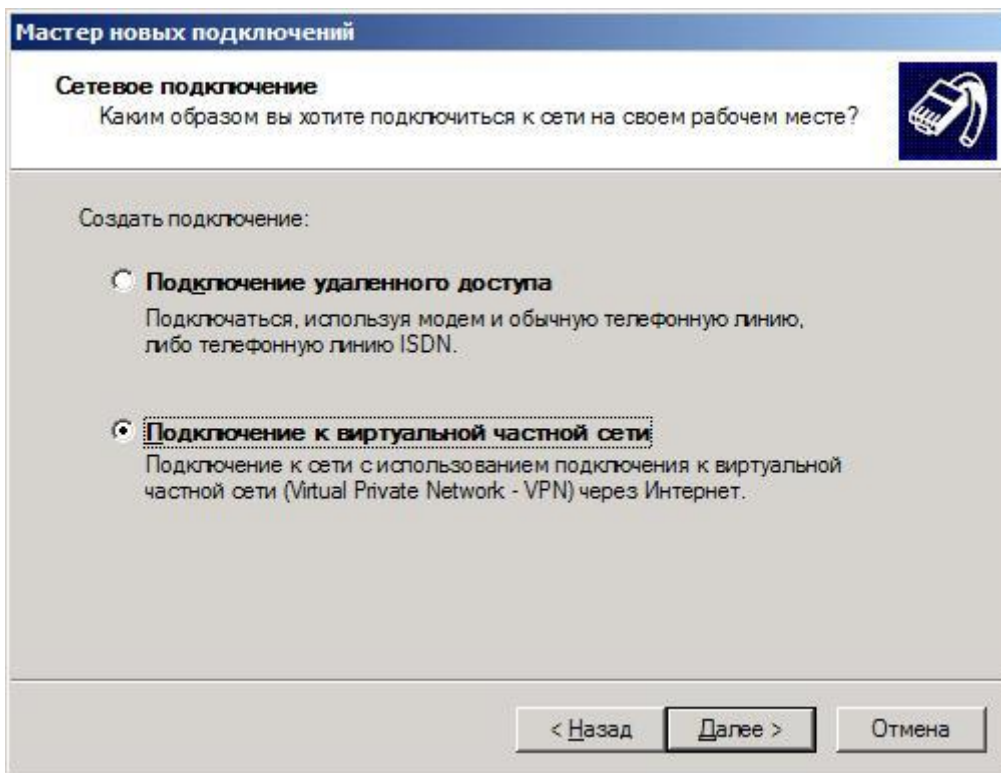 Мастер новых подключений
Сетевое подключение
Каким образом вы хотите подключиться к сети на своем рабочем месте?
Создать подключение:
Подключение удаленного доступа
Подключаться, используя модем и обычную телефонную линию,
либо телефонную линию ISDN.
Подключение к виртуальной частной сети
Подключение к сети с использованием подключения к виртуальной
частной сети (Virtual Private Network - VPN) через Интернет.
< Назад Далее > Отмена